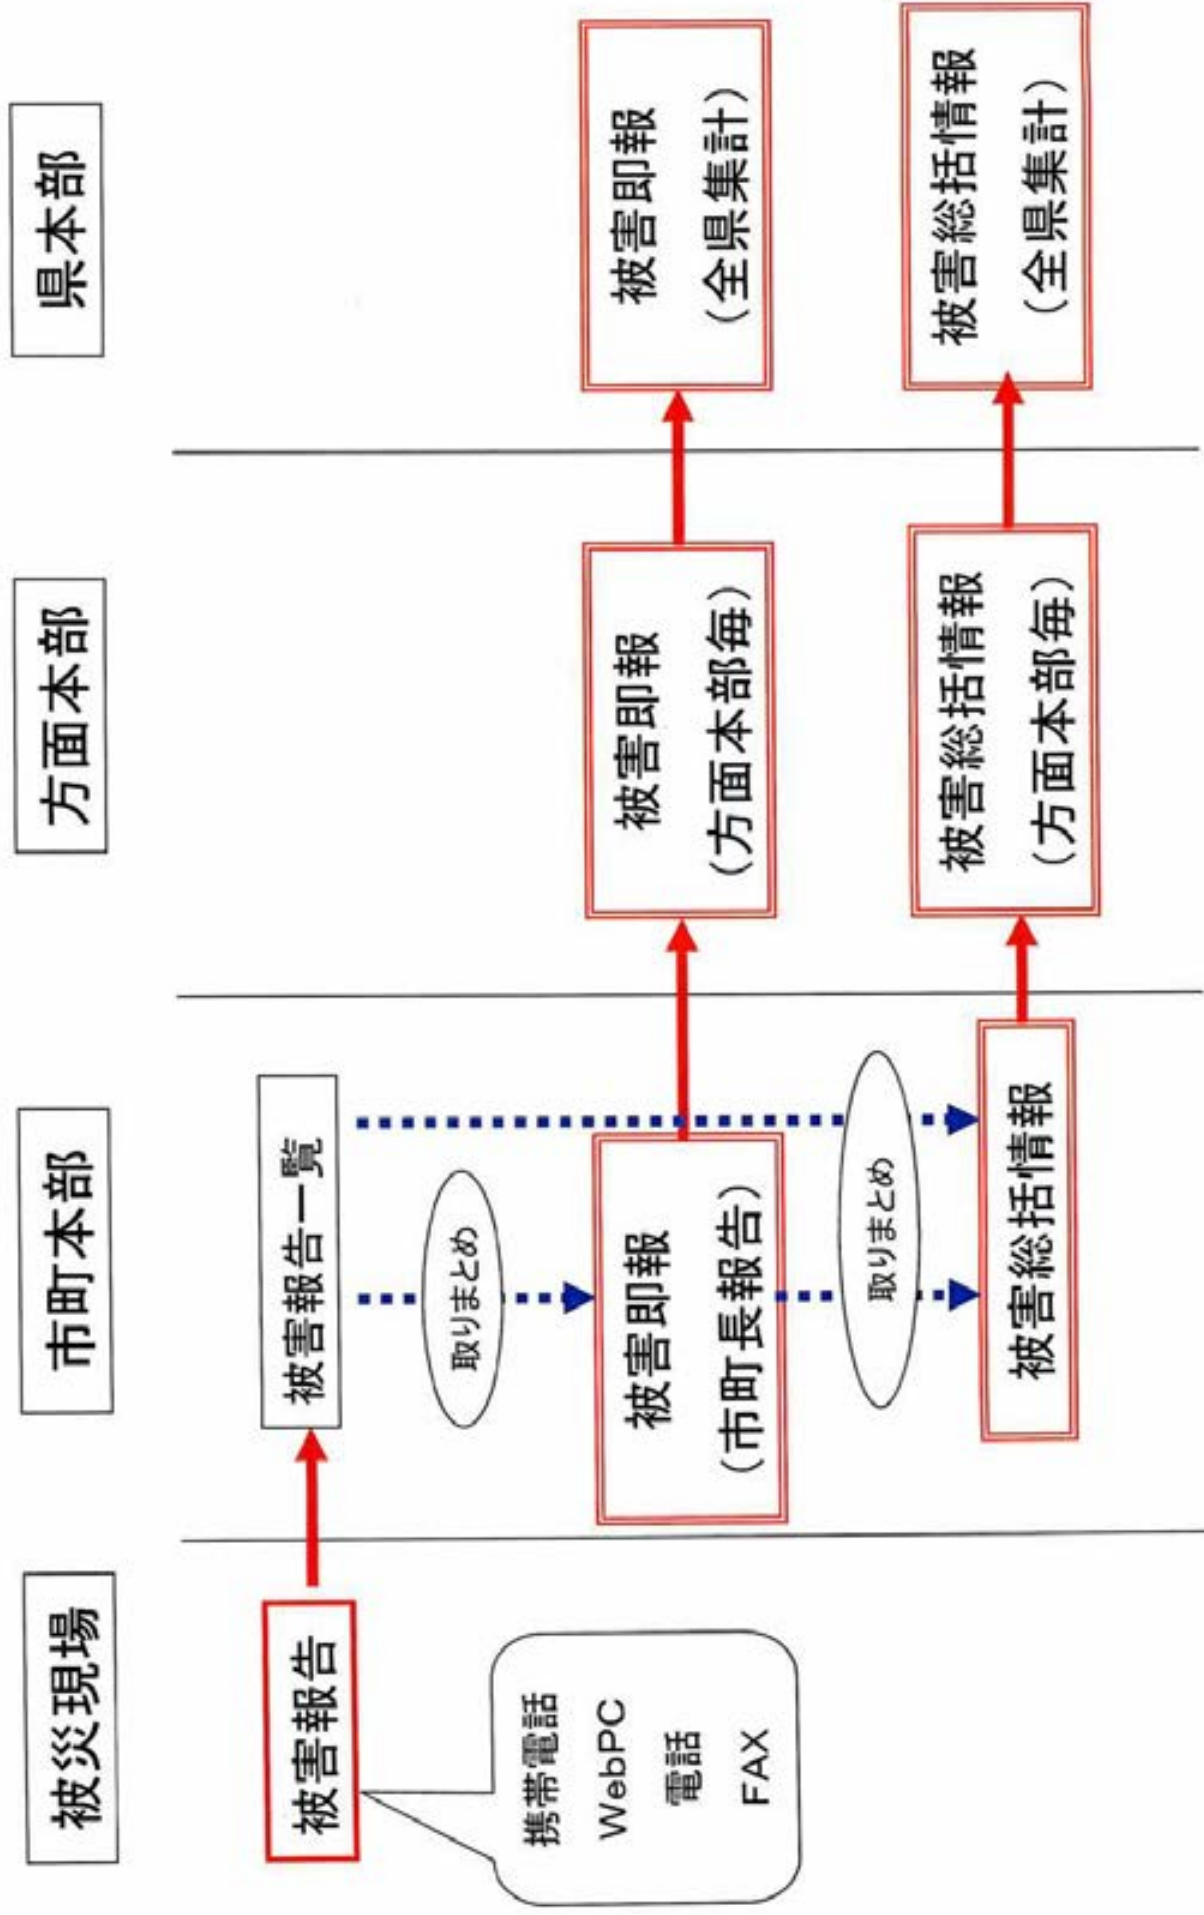 被災現場
市町本部
方面本部
県本部
被害報告
携帯電話
WebPC
電話
FAX
被害報告一覧
取りまとめ
被害即報
（市町長報告）
取りまとめ
被害総括情報
被害即報
（方面本部毎）
被害総括情報
（方面本部毎）
被害即報
（全県集計）
被害総括情報
（全県集計）